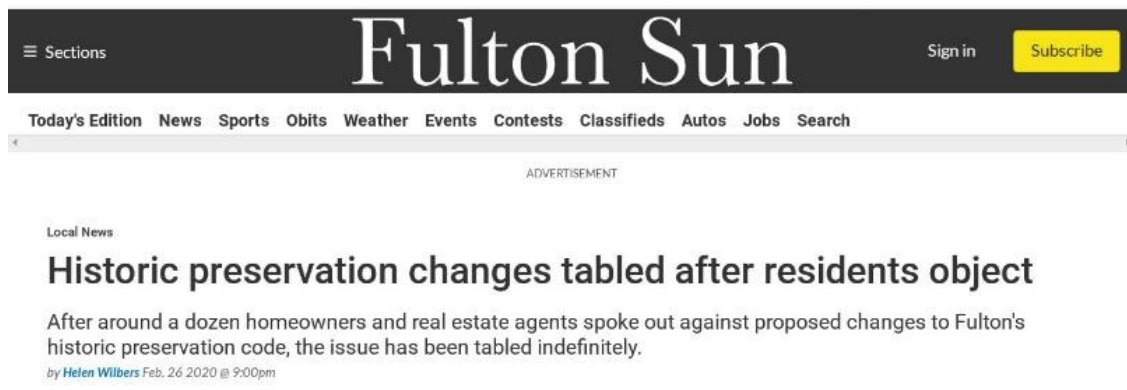 ≡ Sections
Fulton Sun
Sign in
Subscribe
Today's Edition News Sports Obits Weather Events Contests Classifieds Autos Jobs Search
ADVERTISEMENT
Local News
Historic preservation changes tabled after residents object
After around a dozen homeowners and real estate agents spoke out against proposed changes to Fulton's
historic preservation code, the issue has been tabled indefinitely.
by Helen Wilbers Feb. 26 2020 @ 9:00pm